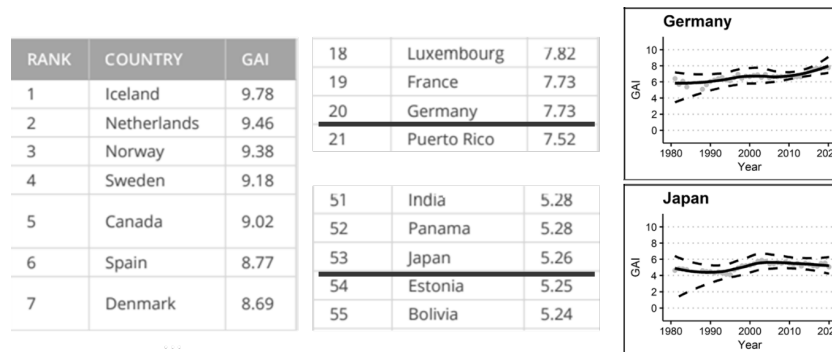 RANK COUNTRY GAI
1 Iceland 9.78
2 Netherlands 9.46
3 Norway 9.38
4 Sweden 9.18
5 Canada 9.02
6 Spain 8.77
7 Denmark 8.69
18 Luxembourg 7.82
19 France 7.73
20 Germany 7.73
21 Puerto Rico 7.52
51 India 5.28
52 Panama 5.28
53 Japan 5.26
54 Estonia 5.25
55 Bolivia 5.24
Germany
10
8
6
4
2
0
GAI
1980 1990 2000 2010 202
Year
Japan
10
8
6
4
2
0
GAI
1980 1990 2000 2010 202
Year